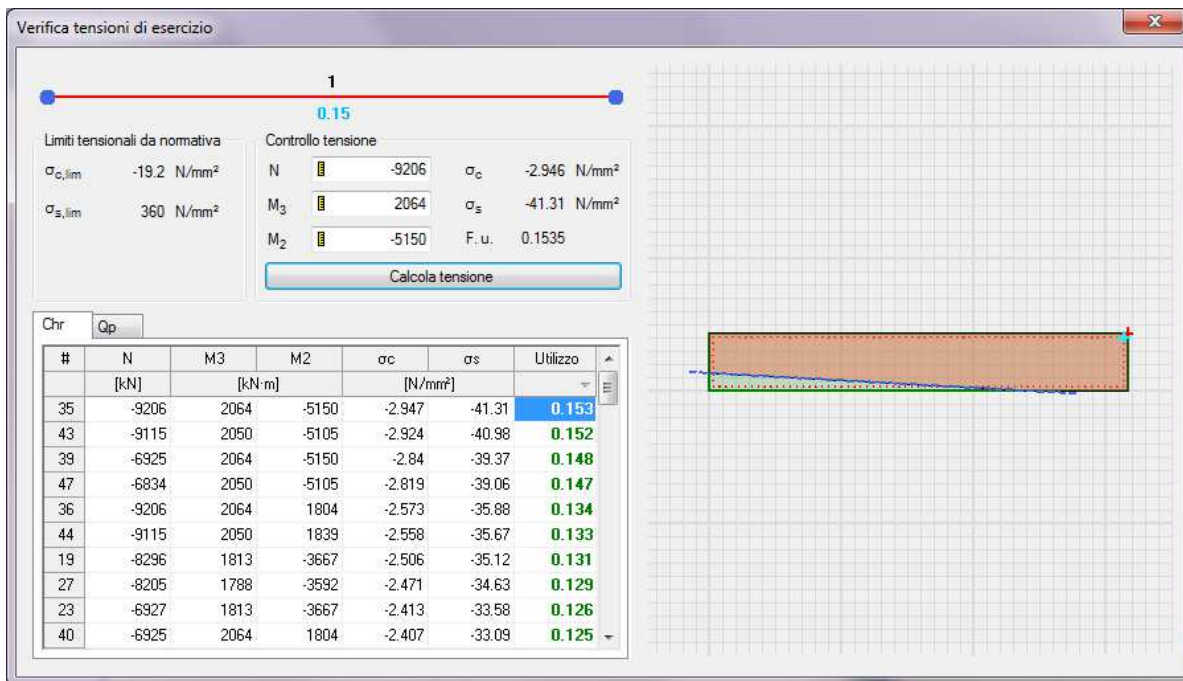 Verifica tensioni di esercizio
1
0.15
Limiti tensionali da normativa
σc,lim -19.2 N/mm²
σs,lim 360 N/mm²
Controllo tensione
N -9206 σc -2.946 N/mm²
M3 2064 σs -41.31 N/mm²
M2 -5150 F. u. 0.1535
Calcola tensione
Chr Qp
# N M3 M2 σc σs Utilizzo
[kN] [kN·m] [N/mm²]
35 -9206 2064 -5150 -2.947 -41.31 0.153
43 -9115 2050 -5105 -2.924 -40.98 0.152
39 -6925 2064 -5150 -2.84 -39.37 0.148
47 -6834 2050 -5105 -2.819 -39.06 0.147
36 -9206 2064 1804 -2.573 -35.88 0.134
44 -9115 2050 1839 -2.558 -35.67 0.133
19 -8296 1813 -3667 -2.506 -35.12 0.131
27 -8205 1788 -3592 -2.471 -34.63 0.129
23 -6927 1813 -3667 -2.413 -33.58 0.126
40 -6925 2064 1804 -2.407 -33.09 0.125